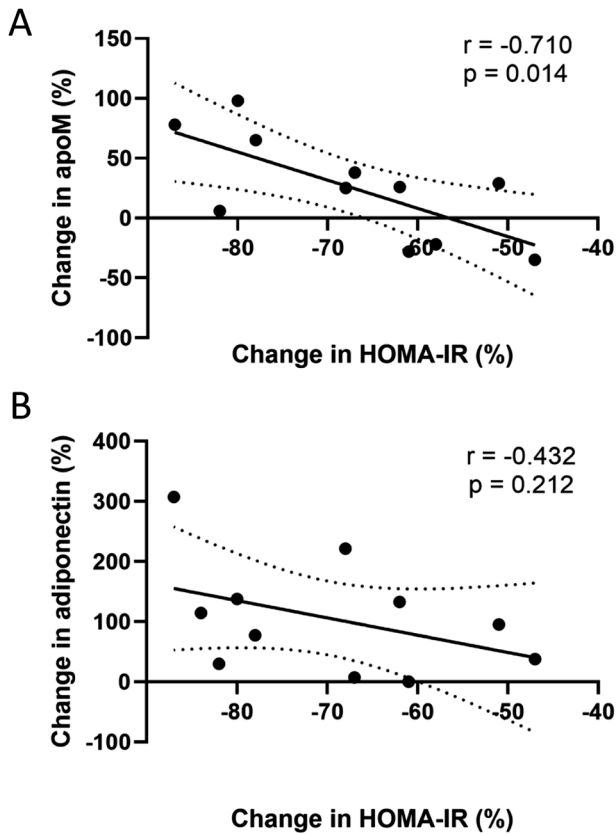 A
r = -0.710
p = 0.014
Change in apoM (%)
150
100
50
0
-50
-100
-80
-70
-60
-50
-40
Change in HOMA-IR (%)
B
r = -0.432
p = 0.212
Change in adiponectin (%)
400
300
200
100
0
-100
-80
-70
-60
-50
-40
Change in HOMA-IR (%)